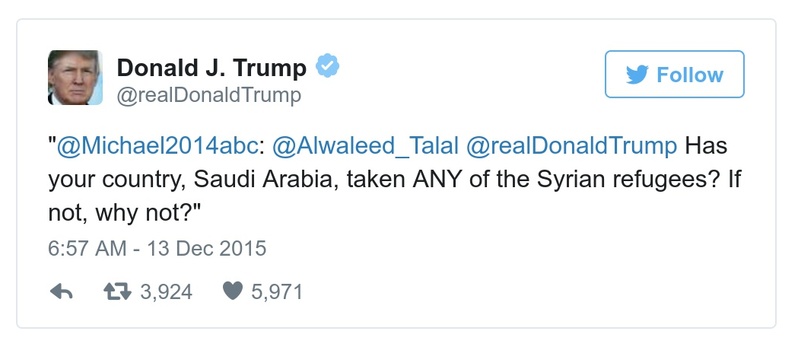 Donald J. Trump
@realDonaldTrump
Follow
"@Michael2014abc: @Alwaleed_Talal @realDonaldTrump Has
your country, Saudi Arabia, taken ANY of the Syrian refugees? If
not, why not?"
6:57 AM - 13 Dec 2015
3,924 5,971